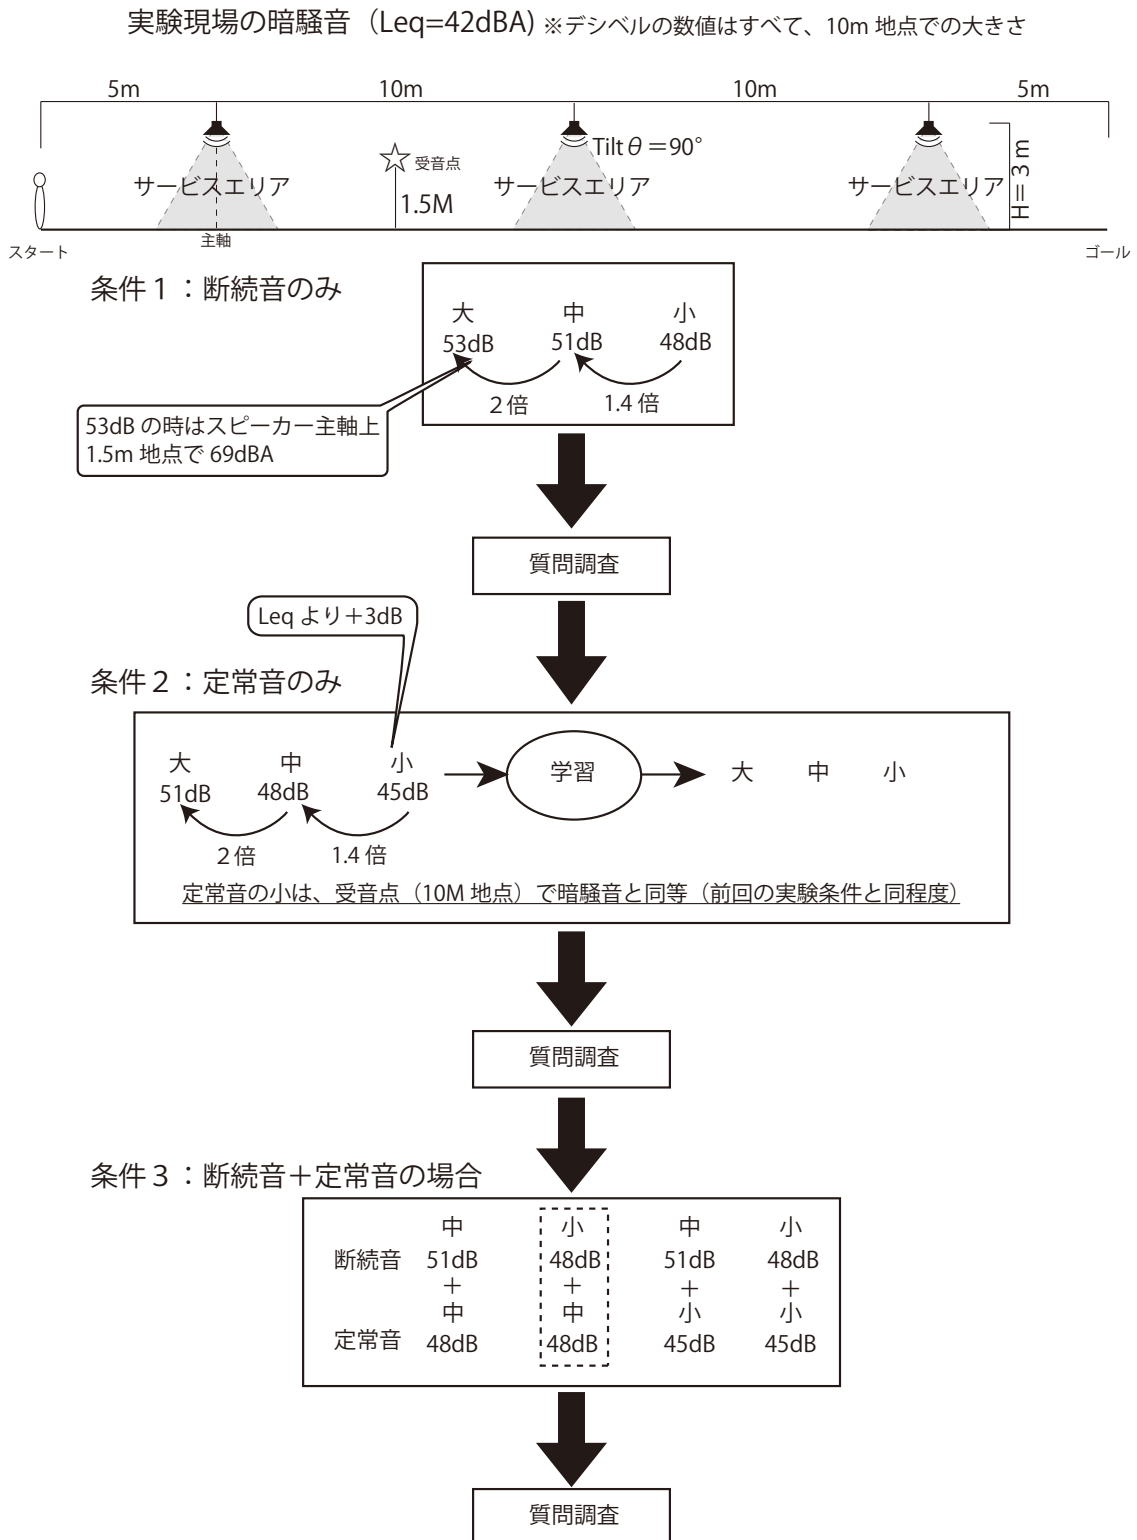 実験現場の暗騒音（Leq=42dBA) ※デシベルの数値はすべて、10m 地点での大きさ
5m 10m 10m 5m
Tilt θ ＝90°
受音点
サービスエリア サービスエリア サービスエリア
H＝ 3 m
1.5M
主軸
スタート ゴール
条件１：断続音のみ
大 中 小
53dB 51dB 48dB
２倍 1.4 倍
53dB の時はスピーカー主軸上
1.5m 地点で 69dBA
質問調査
Leq より＋3dB
条件２：定常音のみ
大 中 小 学習 大 中 小
51dB 48dB 45dB
２倍 1.4 倍
定常音の小は、受音点（10M 地点）で暗騒音と同等（前回の実験条件と同程度）
質問調査
条件３：断続音＋定常音の場合
中 小 中 小
断続音 51dB 48dB 51dB 48dB
＋ ＋ ＋ ＋
中 中 小 小
定常音 48dB 48dB 45dB 45dB
質問調査